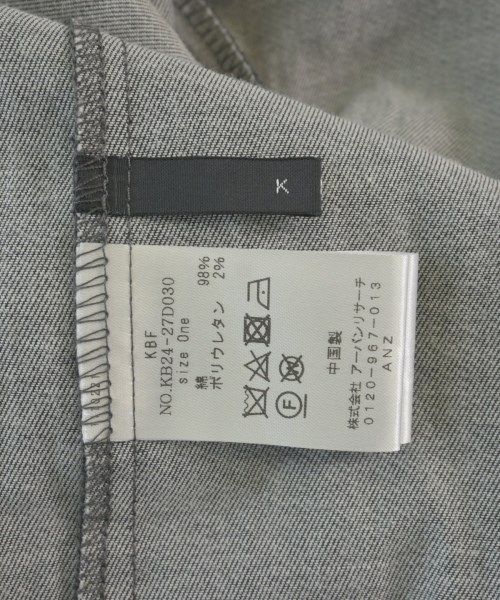 K
KBF
NO.KB24-27D030
size One
綿 98%
ポリウレタン 2%
F
中国製
株式会社 アーバンリサーチ
0120-967-013
ANZ